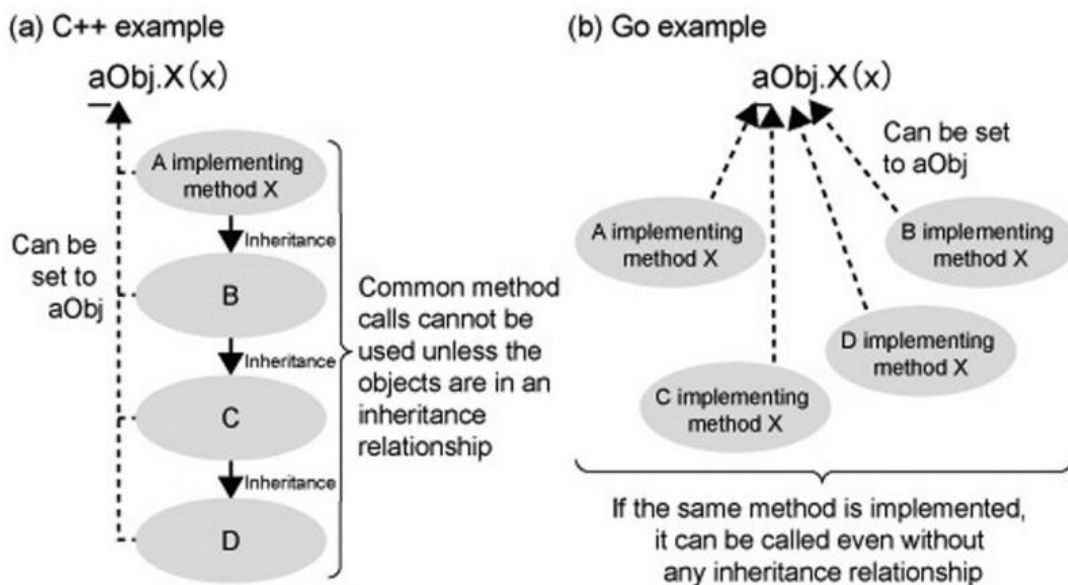 (a) C++ example
aObj.X(x)
A implementing
method X
Inheritance
Can be
set to
aObj
B
Inheritance
C
Inheritance
D
Common method
calls cannot be
used unless the
objects are in an
inheritance
relationship
(b) Go example
aObj.X(x)
Can be set
to aObj
A implementing
method X
B implementing
method X
D implementing
method X
C implementing
method X
If the same method is implemented,
it can be called even without
any inheritance relationship